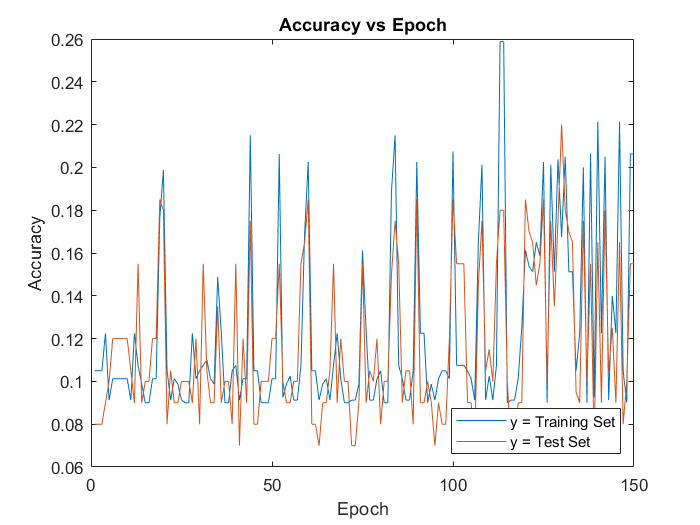 Accuracy vs Epoch
0.26
0.24
0.22
0.2
0.18
0.16
0.14
0.12
0.1
0.08
0.06
Accuracy
0 50 100 150
Epoch
y = Training Set
y = Test Set